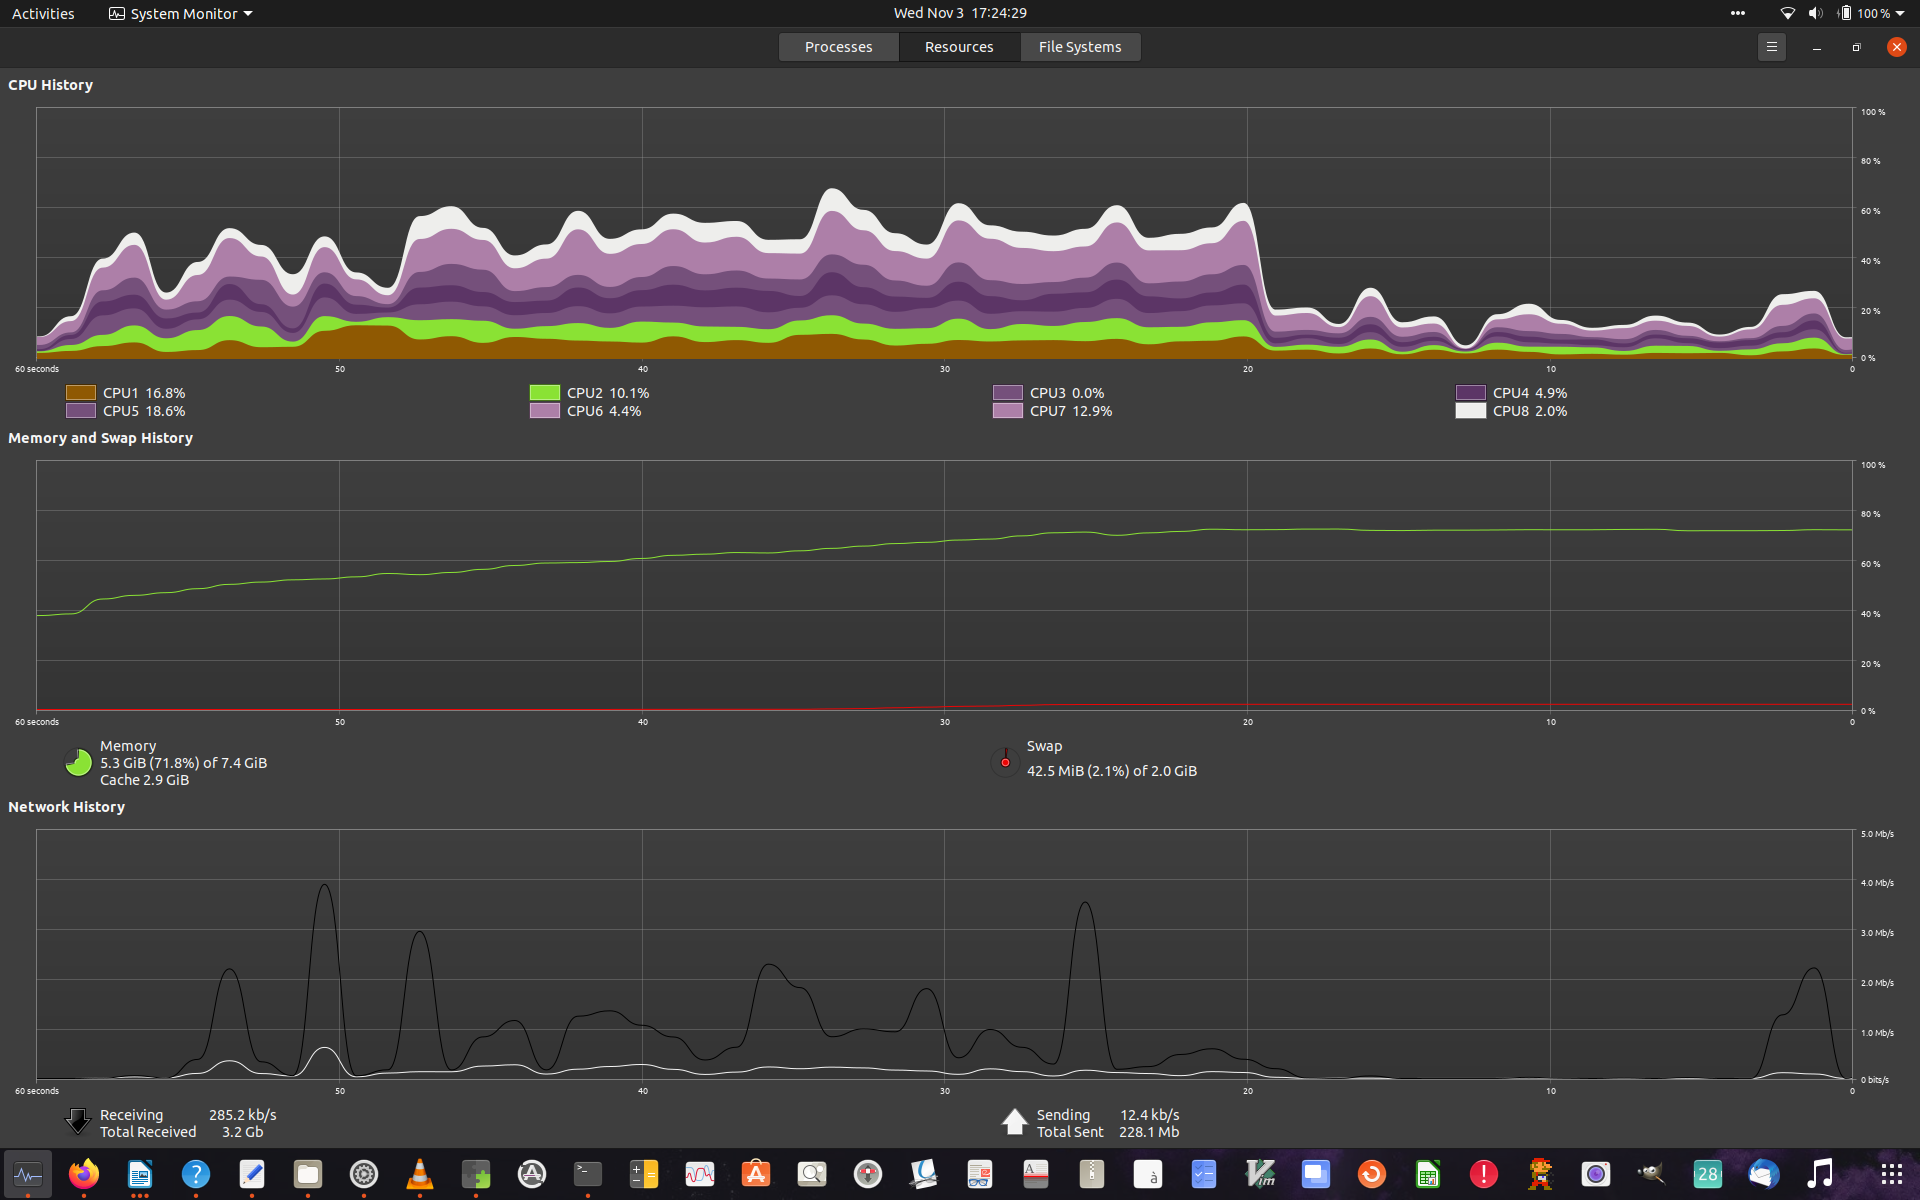 Activities System Monitor Wed Nov 3 17:24:29 100 %
Processes Resources File Systems
CPU History
100 %
80 %
60 %
40 %
20 %
0 %
60 seconds 50 40 30 20 10 0
CPU1 16.8% CPU2 10.1% CPU3 0.0% CPU4 4.9%
CPU5 18.6% CPU6 4.4% CPU7 12.9% CPU8 2.0%
Memory and Swap History
100 %
80 %
60 %
40 %
20 %
0 %
60 seconds 50 40 30 20 10 0
Memory Swap
5.3 GiB (71.8%) of 7.4 GiB 42.5 MiB (2.1%) of 2.0 GiB
Cache 2.9 GiB
Network History
5.0 Mb/s
4.0 Mb/s
3.0 Mb/s
2.0 Mb/s
1.0 Mb/s
0 bits/s
60 seconds 50 40 30 20 10 0
Receiving 285.2 kb/s Sending 12.4 kb/s
Total Received 3.2 Gb Total Sent 228.1 Mb
? A à Vim ! 28